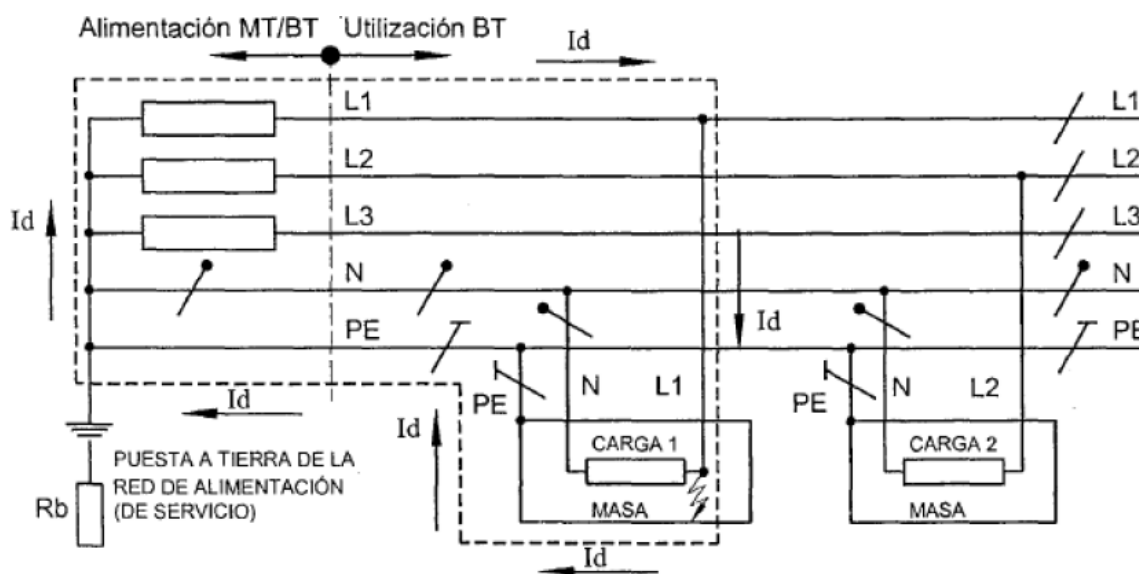 Alimentación MT/BT Utilización BT
Id
L1 L1
L2 L2
Id L3 L3
N N
Id
PE PE
PE N L1 PE N L2
Id Id
CARGA 1 CARGA 2
PUESTA A TIERRA DE LA
RED DE ALIMENTACIÓN
(DE SERVICIO)
Rb MASA MASA
Id